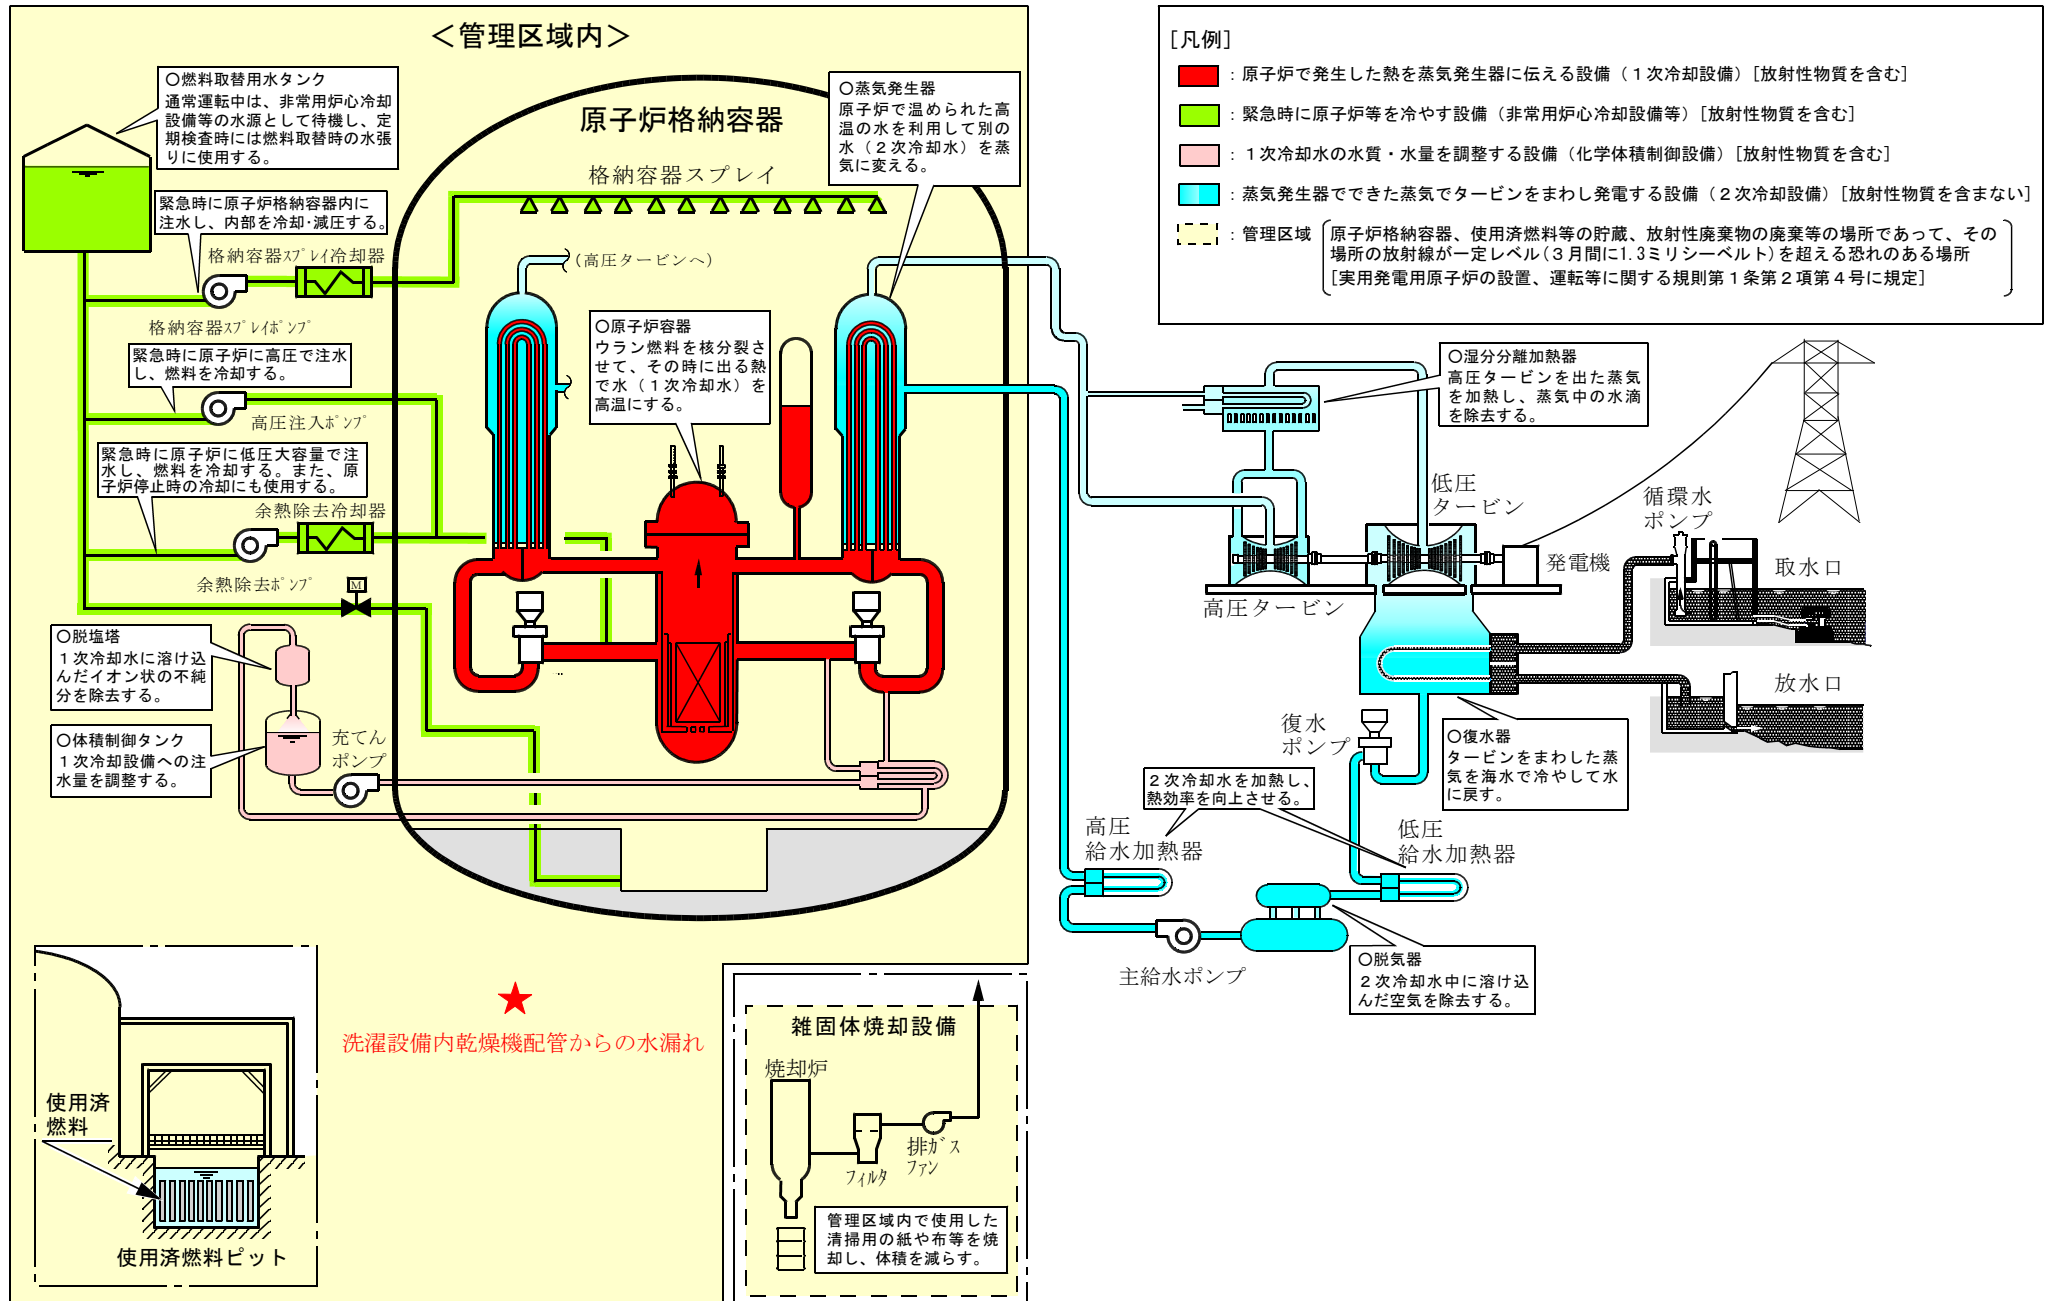 ＜管理区域内＞
○燃料取替用水タンク
通常運転中は、非常用炉心冷却
設備等の水源として待機し、定
期検査時には燃料取替時の水張
りに使用する。
緊急時に原子炉格納容器内に
注水し、内部を冷却･減圧する。
格納容器ｽﾌﾟﾚｲ冷却器
格納容器ｽﾌﾟﾚｲﾎﾟﾝﾌﾟ
緊急時に原子炉に高圧で注水
し、燃料を冷却する。
高圧注入ﾎﾟﾝﾌﾟ
緊急時に原子炉に低圧大容量で注
水し、燃料を冷却する。また、原
子炉停止時の冷却にも使用する。
余熱除去冷却器
余熱除去ﾎﾟﾝﾌﾟ
M
○脱塩塔
１次冷却水に溶け込
んだイオン状の不純
分を除去する。
○体積制御タンク
１次冷却設備への注
水量を調整する。
充てん
ポンプ
原子炉格納容器
格納容器スプレイ
(高圧タービンへ)
○蒸気発生器
原子炉で温められた高
温の水を利用して別の
水（２次冷却水）を蒸
気に変える。
○原子炉容器
ウラン燃料を核分裂さ
せて、その時に出る熱
で水（１次冷却水）を
高温にする。
[凡例]
：原子炉で発生した熱を蒸気発生器に伝える設備（１次冷却設備）[放射性物質を含む]
：緊急時に原子炉等を冷やす設備（非常用炉心冷却設備等）[放射性物質を含む]
：１次冷却水の水質・水量を調整する設備（化学体積制御設備）[放射性物質を含む]
：蒸気発生器でできた蒸気でタービンをまわし発電する設備（２次冷却設備）[放射性物質を含まない]
：管理区域
原子炉格納容器、使用済燃料等の貯蔵、放射性廃棄物の廃棄等の場所であって、その
場所の放射線が一定レベル(３月間に1.3ミリシーベルト)を超える恐れのある場所
[実用発電用原子炉の設置、運転等に関する規則第１条第２項第４号に規定]
○湿分分離加熱器
高圧タービンを出た蒸気
を加熱し、蒸気中の水滴
を除去する。
低圧
タービン
高圧タービン
発電機
循環水
ポンプ
取水口
放水口
復水
ポンプ
○復水器
タービンをまわした蒸
気を海水で冷やして水
に戻す。
２次冷却水を加熱し、
熱効率を向上させる。
高圧
給水加熱器
低圧
給水加熱器
主給水ポンプ
○脱気器
２次冷却水中に溶け込
んだ空気を除去する。
★
洗濯設備内乾燥機配管からの水漏れ
使用済
燃料
使用済燃料ピット
雑固体焼却設備
焼却炉
フィルタ
排ｶﾞｽ
ﾌｧﾝ
管理区域内で使用した
清掃用の紙や布等を焼
却し、体積を減らす。